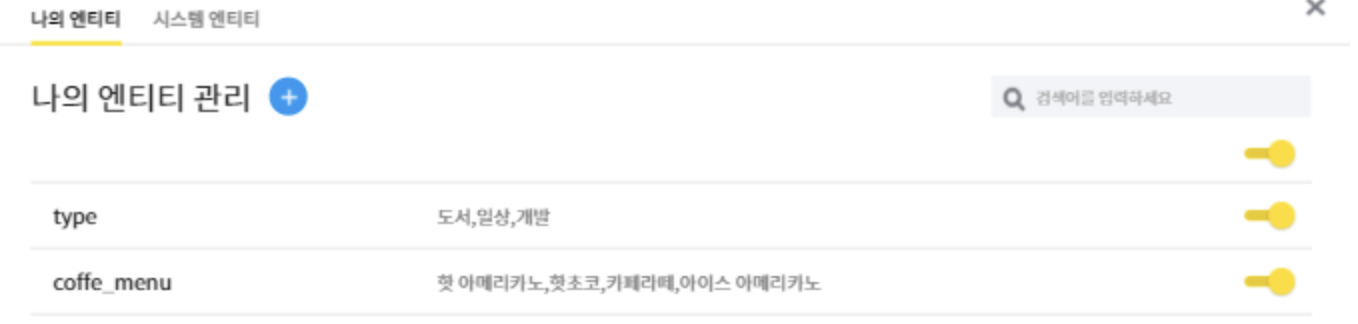 나의 엔티티 시스템 엔티티
나의 엔티티 관리
검색어를 입력하세요
type 도서,일상,개발
coffe_menu 핫 아메리카노,핫초코,카페라떼,아이스 아메리카노